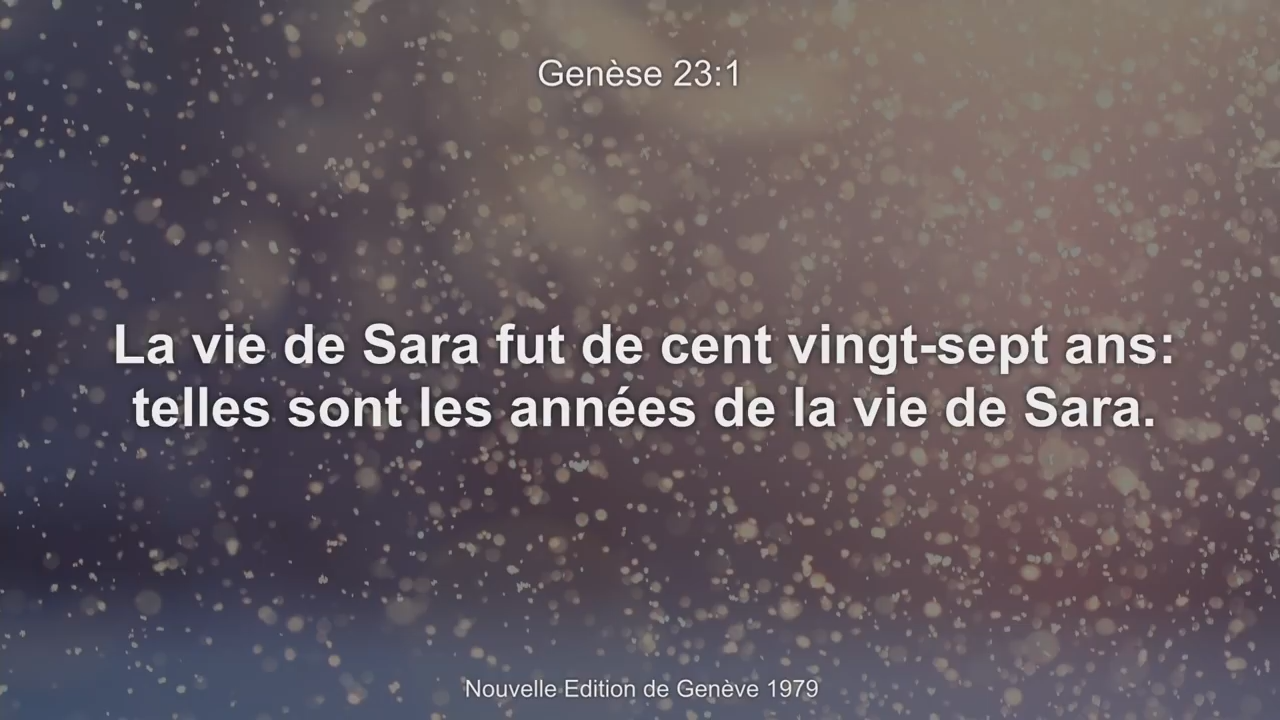 Genèse 23:1
La vie de Sara fut de cent vingt-sept ans:
telles sont les années de la vie de Sara.
Nouvelle Edition de Genève 1979